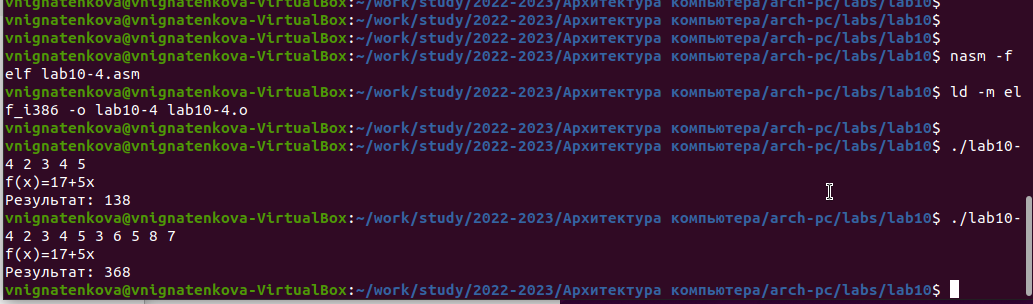 vnignatenkova@vnignatenkova-VirtualBox:~/work/study/2022-2023/Архитектура компьютера/arch-pc/labs/lab10$
vnignatenkova@vnignatenkova-VirtualBox:~/work/study/2022-2023/Архитектура компьютера/arch-pc/labs/lab10$
vnignatenkova@vnignatenkova-VirtualBox:~/work/study/2022-2023/Архитектура компьютера/arch-pc/labs/lab10$
vnignatenkova@vnignatenkova-VirtualBox:~/work/study/2022-2023/Архитектура компьютера/arch-pc/labs/lab10$ nasm -f
elf lab10-4.asm
vnignatenkova@vnignatenkova-VirtualBox:~/work/study/2022-2023/Архитектура компьютера/arch-pc/labs/lab10$ ld -m el
f_i386 -o lab10-4 lab10-4.o
vnignatenkova@vnignatenkova-VirtualBox:~/work/study/2022-2023/Архитектура компьютера/arch-pc/labs/lab10$
vnignatenkova@vnignatenkova-VirtualBox:~/work/study/2022-2023/Архитектура компьютера/arch-pc/labs/lab10$ ./lab10-
4 2 3 4 5
f(x)=17+5x
Результат: 138
vnignatenkova@vnignatenkova-VirtualBox:~/work/study/2022-2023/Архитектура компьютера/arch-pc/labs/lab10$ ./lab10-
4 2 3 4 5 3 6 5 8 7
f(x)=17+5x
Результат: 368
vnignatenkova@vnignatenkova-VirtualBox:~/work/study/2022-2023/Архитектура компьютера/arch-pc/labs/lab10$